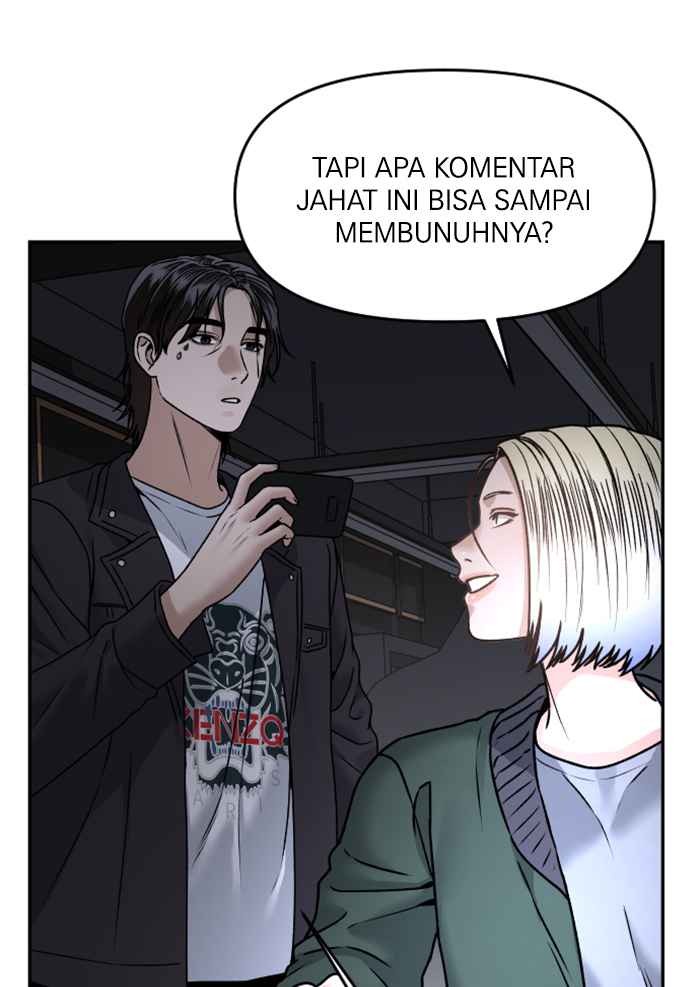 TAPI APA KOMENTAR
JAHAT INI BISA SAMPAI
MEMBUNUHNYA?
KENZO